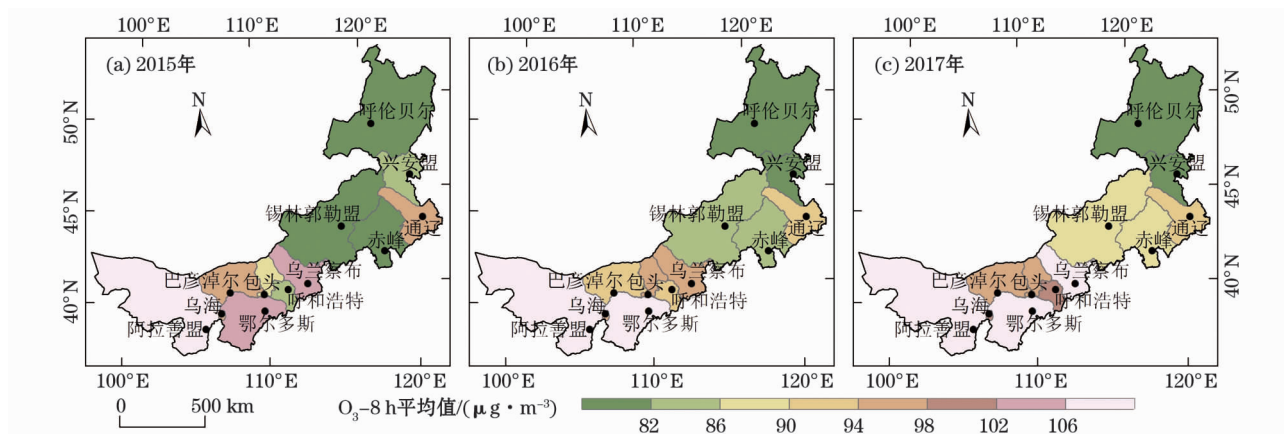 100°E 110°E 120°E 100°E 110°E 120°E 100°E 110°E 120°E
(a) 2015年 (b) 2016年 (c) 2017年
N N N
50°N 45°N 40°N 50°N 45°N 40°N
呼伦贝尔
兴安盟
锡林郭勒盟
通辽
赤峰
乌兰察布
巴彦淖尔 包头
呼和浩特
乌海
鄂尔多斯
阿拉善盟
呼伦贝尔
兴安盟
锡林郭勒盟
通辽
赤峰
乌兰察布
巴彦淖尔 包头
呼和浩特
乌海
鄂尔多斯
阿拉善盟
呼伦贝尔
兴安盟
锡林郭勒盟
通辽
赤峰
乌兰察布
巴彦淖尔 包头
呼和浩特
乌海
鄂尔多斯
阿拉善盟
50°N 45°N 40°N
100°E 110°E 120°E 100°E 110°E 120°E 100°E 110°E 120°E
0 500 km
O₃-8 h平均值/(μg·m⁻³)
82 86 90 94 98 102 106